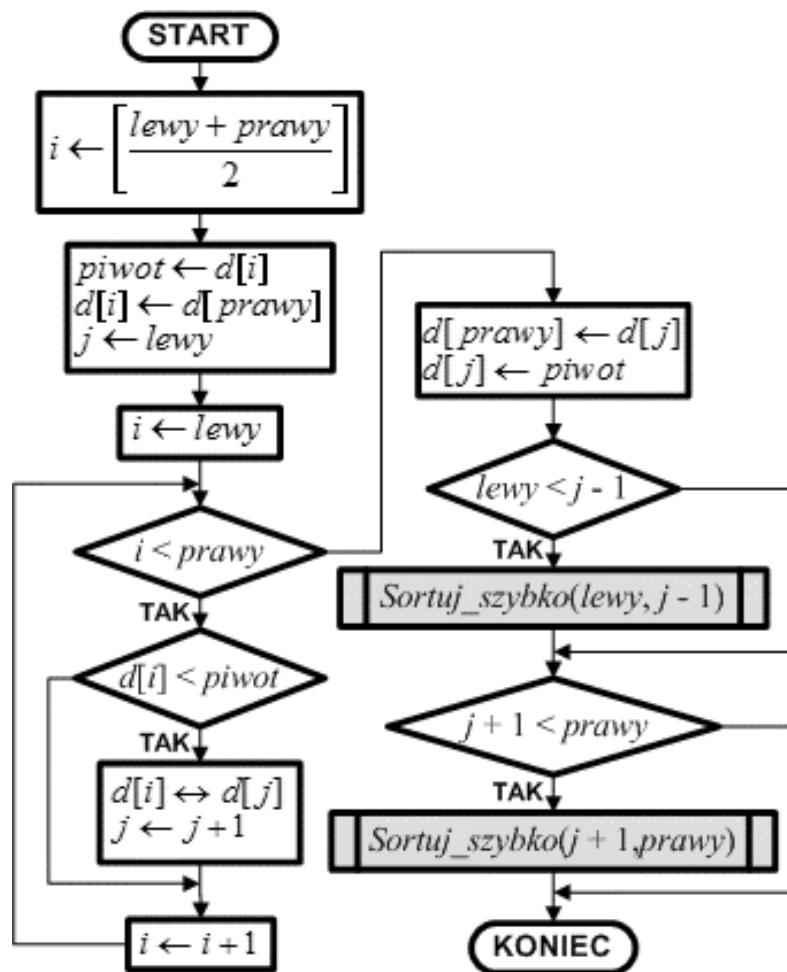 START
i ← [ (lewy + prawy) / 2 ]
piwot ← d[i]
d[i] ← d[prawy]
j ← lewy
i ← lewy
i < prawy
TAK
d[i] < piwot
TAK
d[i] ↔ d[j]
j ← j + 1
i ← i + 1
d[prawy] ← d[j]
d[j] ← piwot
lewy < j - 1
TAK
Sortuj_szybko(lewy, j - 1)
j + 1 < prawy
TAK
Sortuj_szybko(j + 1,prawy)
KONIEC